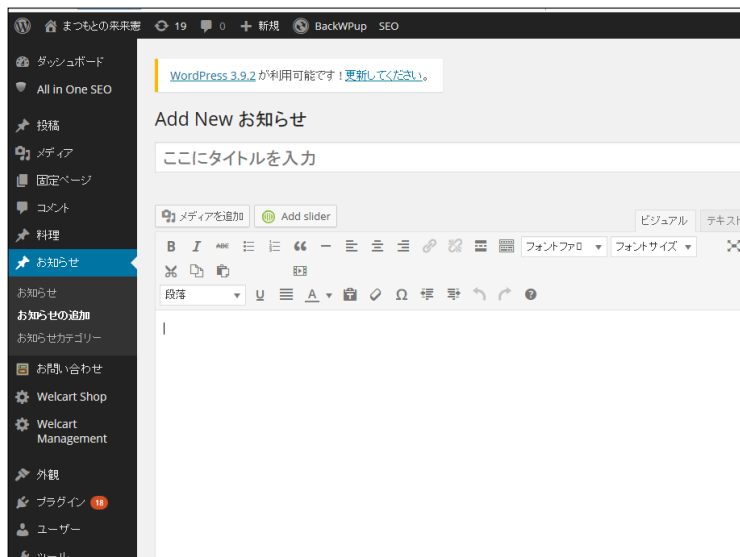 まつもとの来来憲 19 0 新規 BackWPup SEO
ダッシュボード
All in One SEO
投稿
メディア
固定ページ
コメント
料理
お知らせ
お知らせ
お知らせの追加
お知らせカテゴリー
お問い合わせ
Welcart Shop
Welcart
Management
外観
プラグイン 18
ユーザー
ツール
WordPress 3.9.2 が利用可能です ! 更新してください。
Add New お知らせ
ここにタイトルを入力
メディアを追加 Add slider
ビジュアル テキスト
B I ABC フォントファミ フォントサイズ
段落 U A Ω